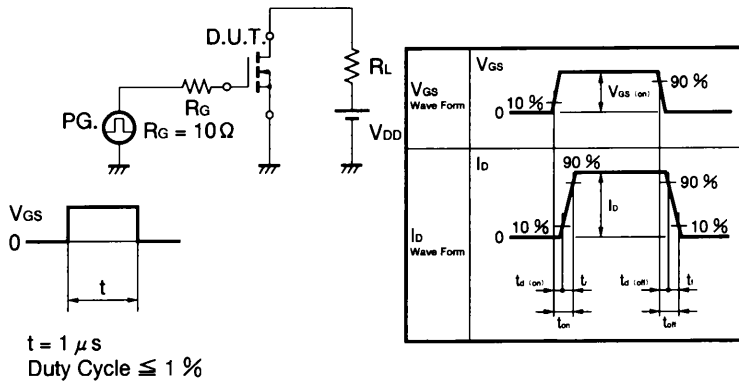 D.U.T.
RL
RG
PG.
RG = 10 Ω
VDD
VGS
0
t
t = 1 μs
Duty Cycle ≦ 1 %
VGS
Wave Form
VGS
10 %
0
VGS (on)
90 %
ID
Wave Form
ID
90 %
90 %
ID
10 %
0
10 %
td (on)
tr
td (off)
tf
ton
toff